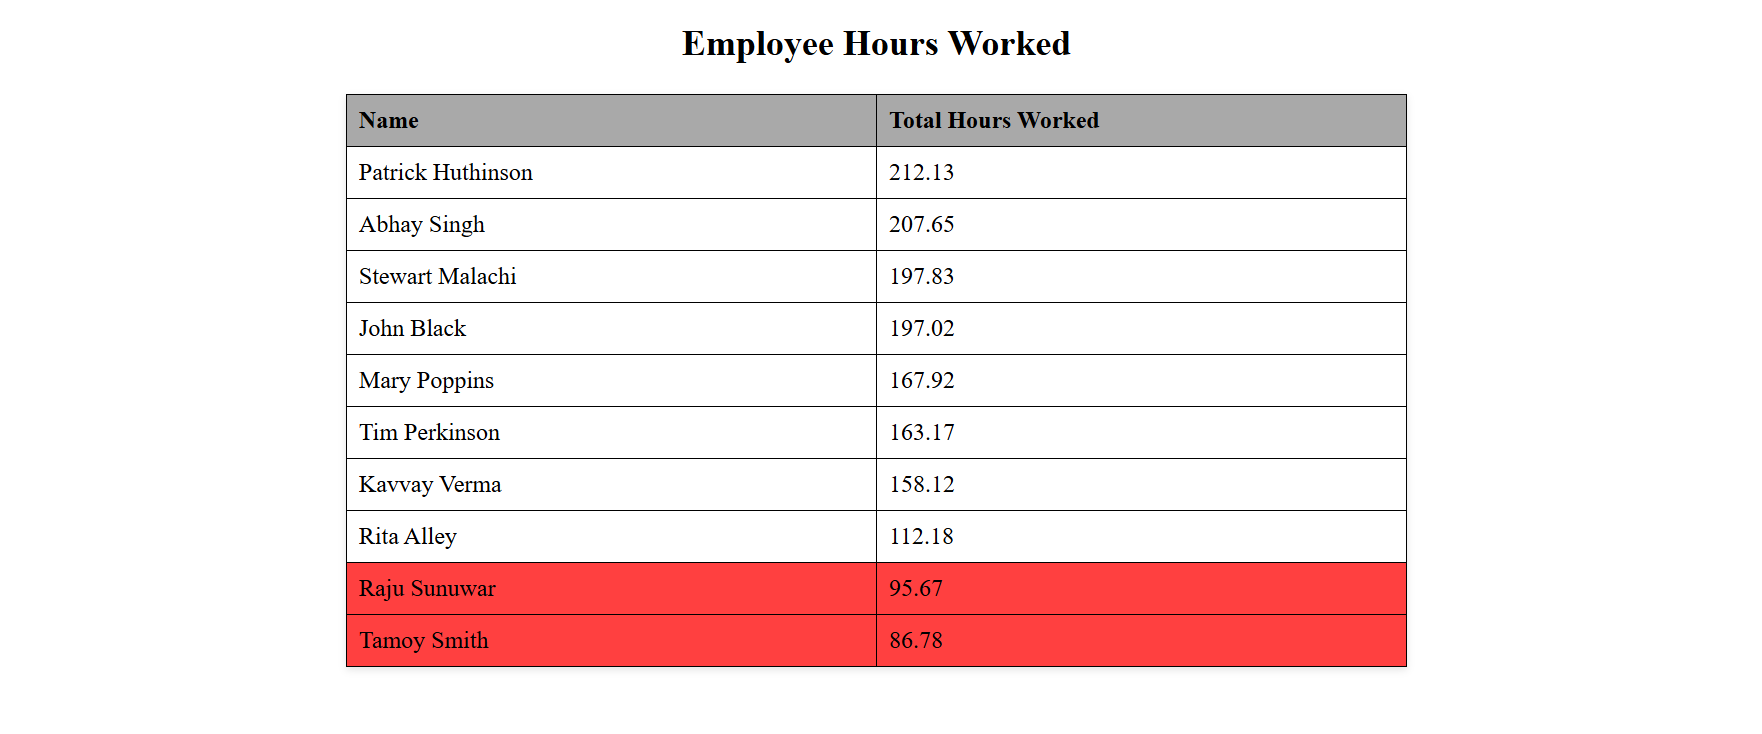 Employee Hours Worked
Name Total Hours Worked
Patrick Huthinson 212.13
Abhay Singh 207.65
Stewart Malachi 197.83
John Black 197.02
Mary Poppins 167.92
Tim Perkinson 163.17
Kavvay Verma 158.12
Rita Alley 112.18
Raju Sunuwar 95.67
Tamoy Smith 86.78